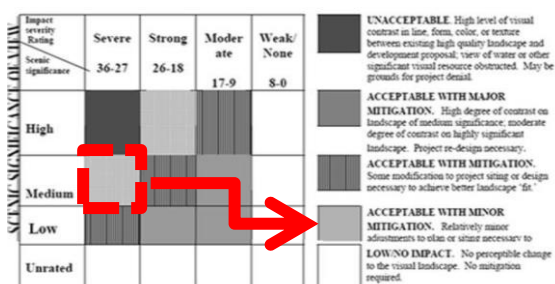 Impact
severity
Rating
Scenic
significance
Severe
36-27
Strong
26-18
Moder
ate
17-9
Weak/
None
8-0
SCENIC SIGNIFICANCE OF VIEW
High
Medium
Low
Unrated
UNACCEPTABLE. High level of visual
contrast in line, form, color, or texture
between existing high quality landscape and
development proposal; view of water or other
significant visual resource obstructed. May be
grounds for project denial.
ACCEPTABLE WITH MAJOR
MITIGATION. High degree of contrast on
landscape of medium significance; moderate
degree of contrast on highly significant
landscape. Project re-design necessary.
ACCEPTABLE WITH MITIGATION.
Some modification to project siting or design
necessary to achieve better landscape 'fit.'
ACCEPTABLE WITH MINOR
MITIGATION. Relatively minor
adjustments to plan or siting necessary to
LOW/NO IMPACT. No perceptible change
to the visual landscape. No mitigation
required.